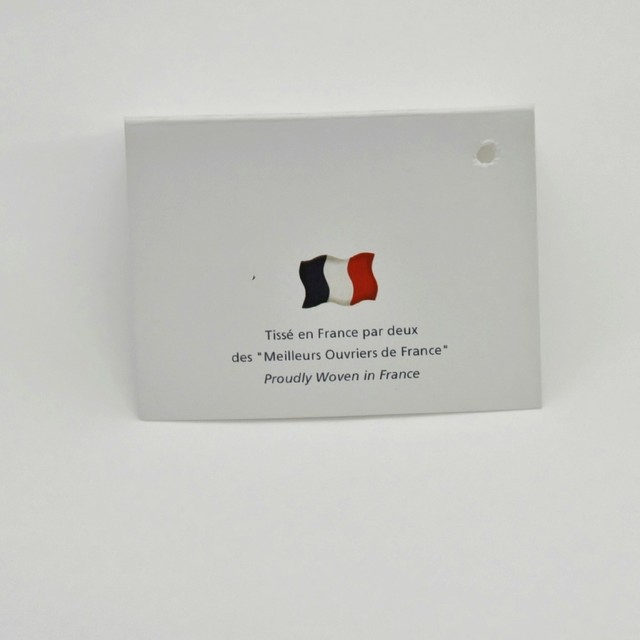 Tissé en France par deux
des "Meilleurs Ouvriers de France"
Proudly Woven in France